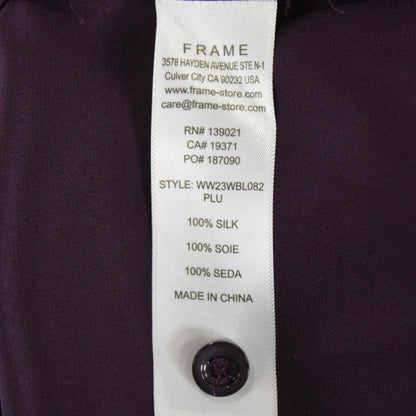 FRAME
3578 HAYDEN AVENUE STE N-1
Culver City CA 90232 USA
www.frame-store.com
care@frame-store.com
RN# 139021
CA# 19371
PO# 187090
STYLE: WW23WBL082
PLU
100% SILK
100% SOIE
100% SEDA
MADE IN CHINA